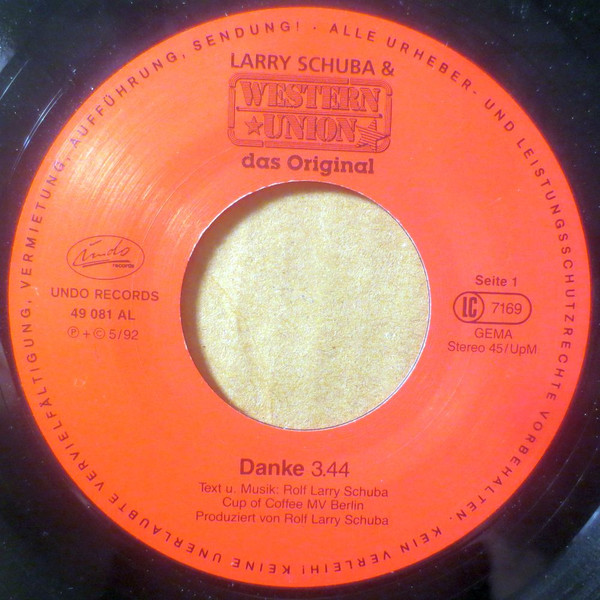 ALLE URHEBER- UND LEISTUNGSSCHUTZRECHTE VORBEHALTEN. KEIN VERLEIH! KEINE UNERLAUBTE VERVIELFÄLTIGUNG, VERMIETUNG, AUFFÜHRUNG, SENDUNG! ·
LARRY SCHUBA &
WESTERN
UNION
das Original
Undo
records
UNDO RECORDS
49 081 AL
Ⓟ + © 5/92
Seite 1
LC 7169
GEMA
Stereo 45/UpM
Danke 3.44
Text u. Musik: Rolf Larry Schuba
Cup of Coffee MV Berlin
Produziert von Rolf Larry Schuba